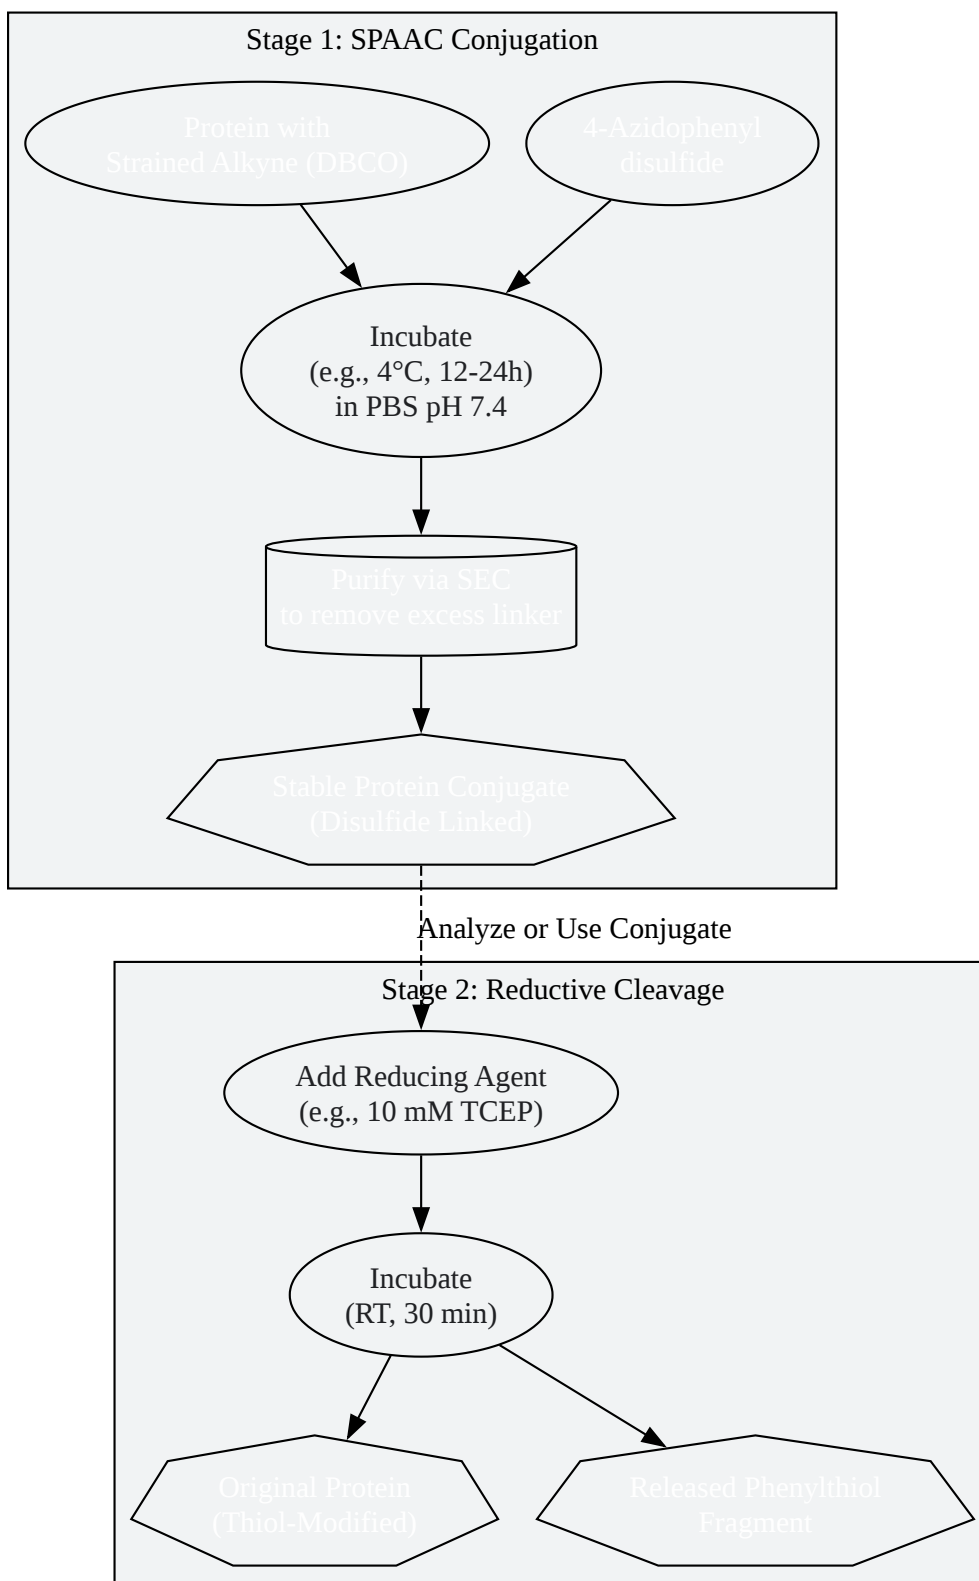 Stage 1: SPAAC Conjugation
Protein with
Strained Alkyne (DBCO)
4-Azidophenyl
disulfide
Incubate
(e.g., 4°C, 12-24h)
in PBS pH 7.4
Purify via SEC
to remove excess linker
Stable Protein Conjugate
(Disulfide Linked)
Analyze or Use Conjugate
Stage 2: Reductive Cleavage
Add Reducing Agent
(e.g., 10 mM TCEP)
Incubate
(RT, 30 min)
Original Protein
(Thiol-Modified)
Released Phenylthiol
Fragment